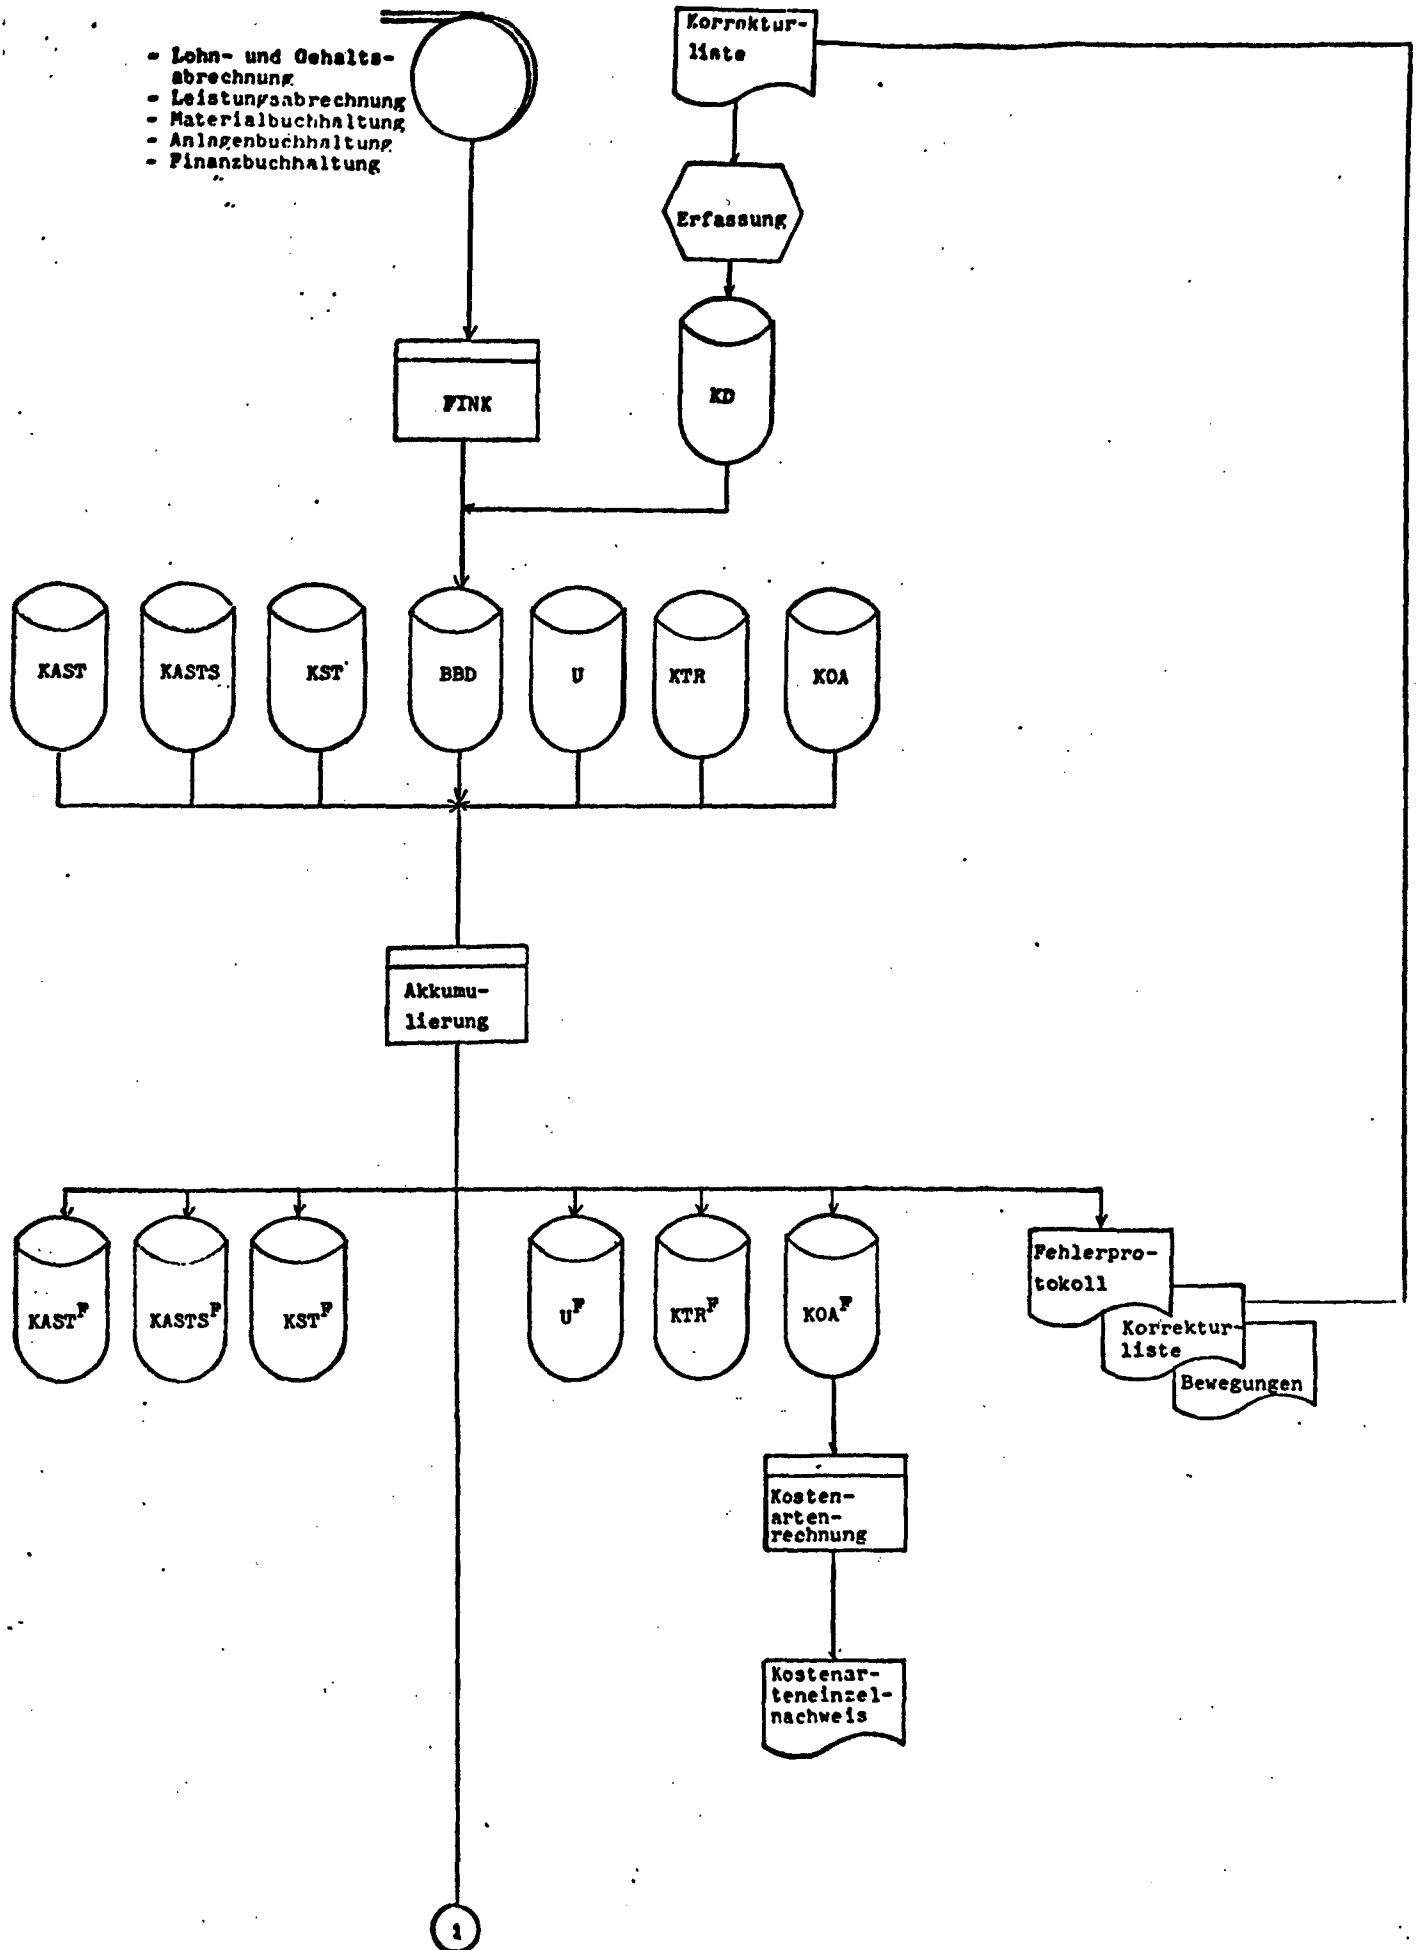 - Lohn- und Gehalts-
abrechnung
- Leistungsabrechnung
- Materialbuchhaltung
- Anlagenbuchhaltung
- Finanzbuchhaltung
Korrektur-
liste
Erfassung
FINK
KD
KAST
KASTS
KST
BBD
U
KTR
KOA
Akkumu-
lierung
KAST^F
KASTS^F
KST^F
U^F
KTR^F
KOA^F
Fehlerpro-
tokoll
Korrektur-
liste
Bewegungen
Kosten-
arten-
rechnung
Kostenar-
teneinzel-
nachweis
1